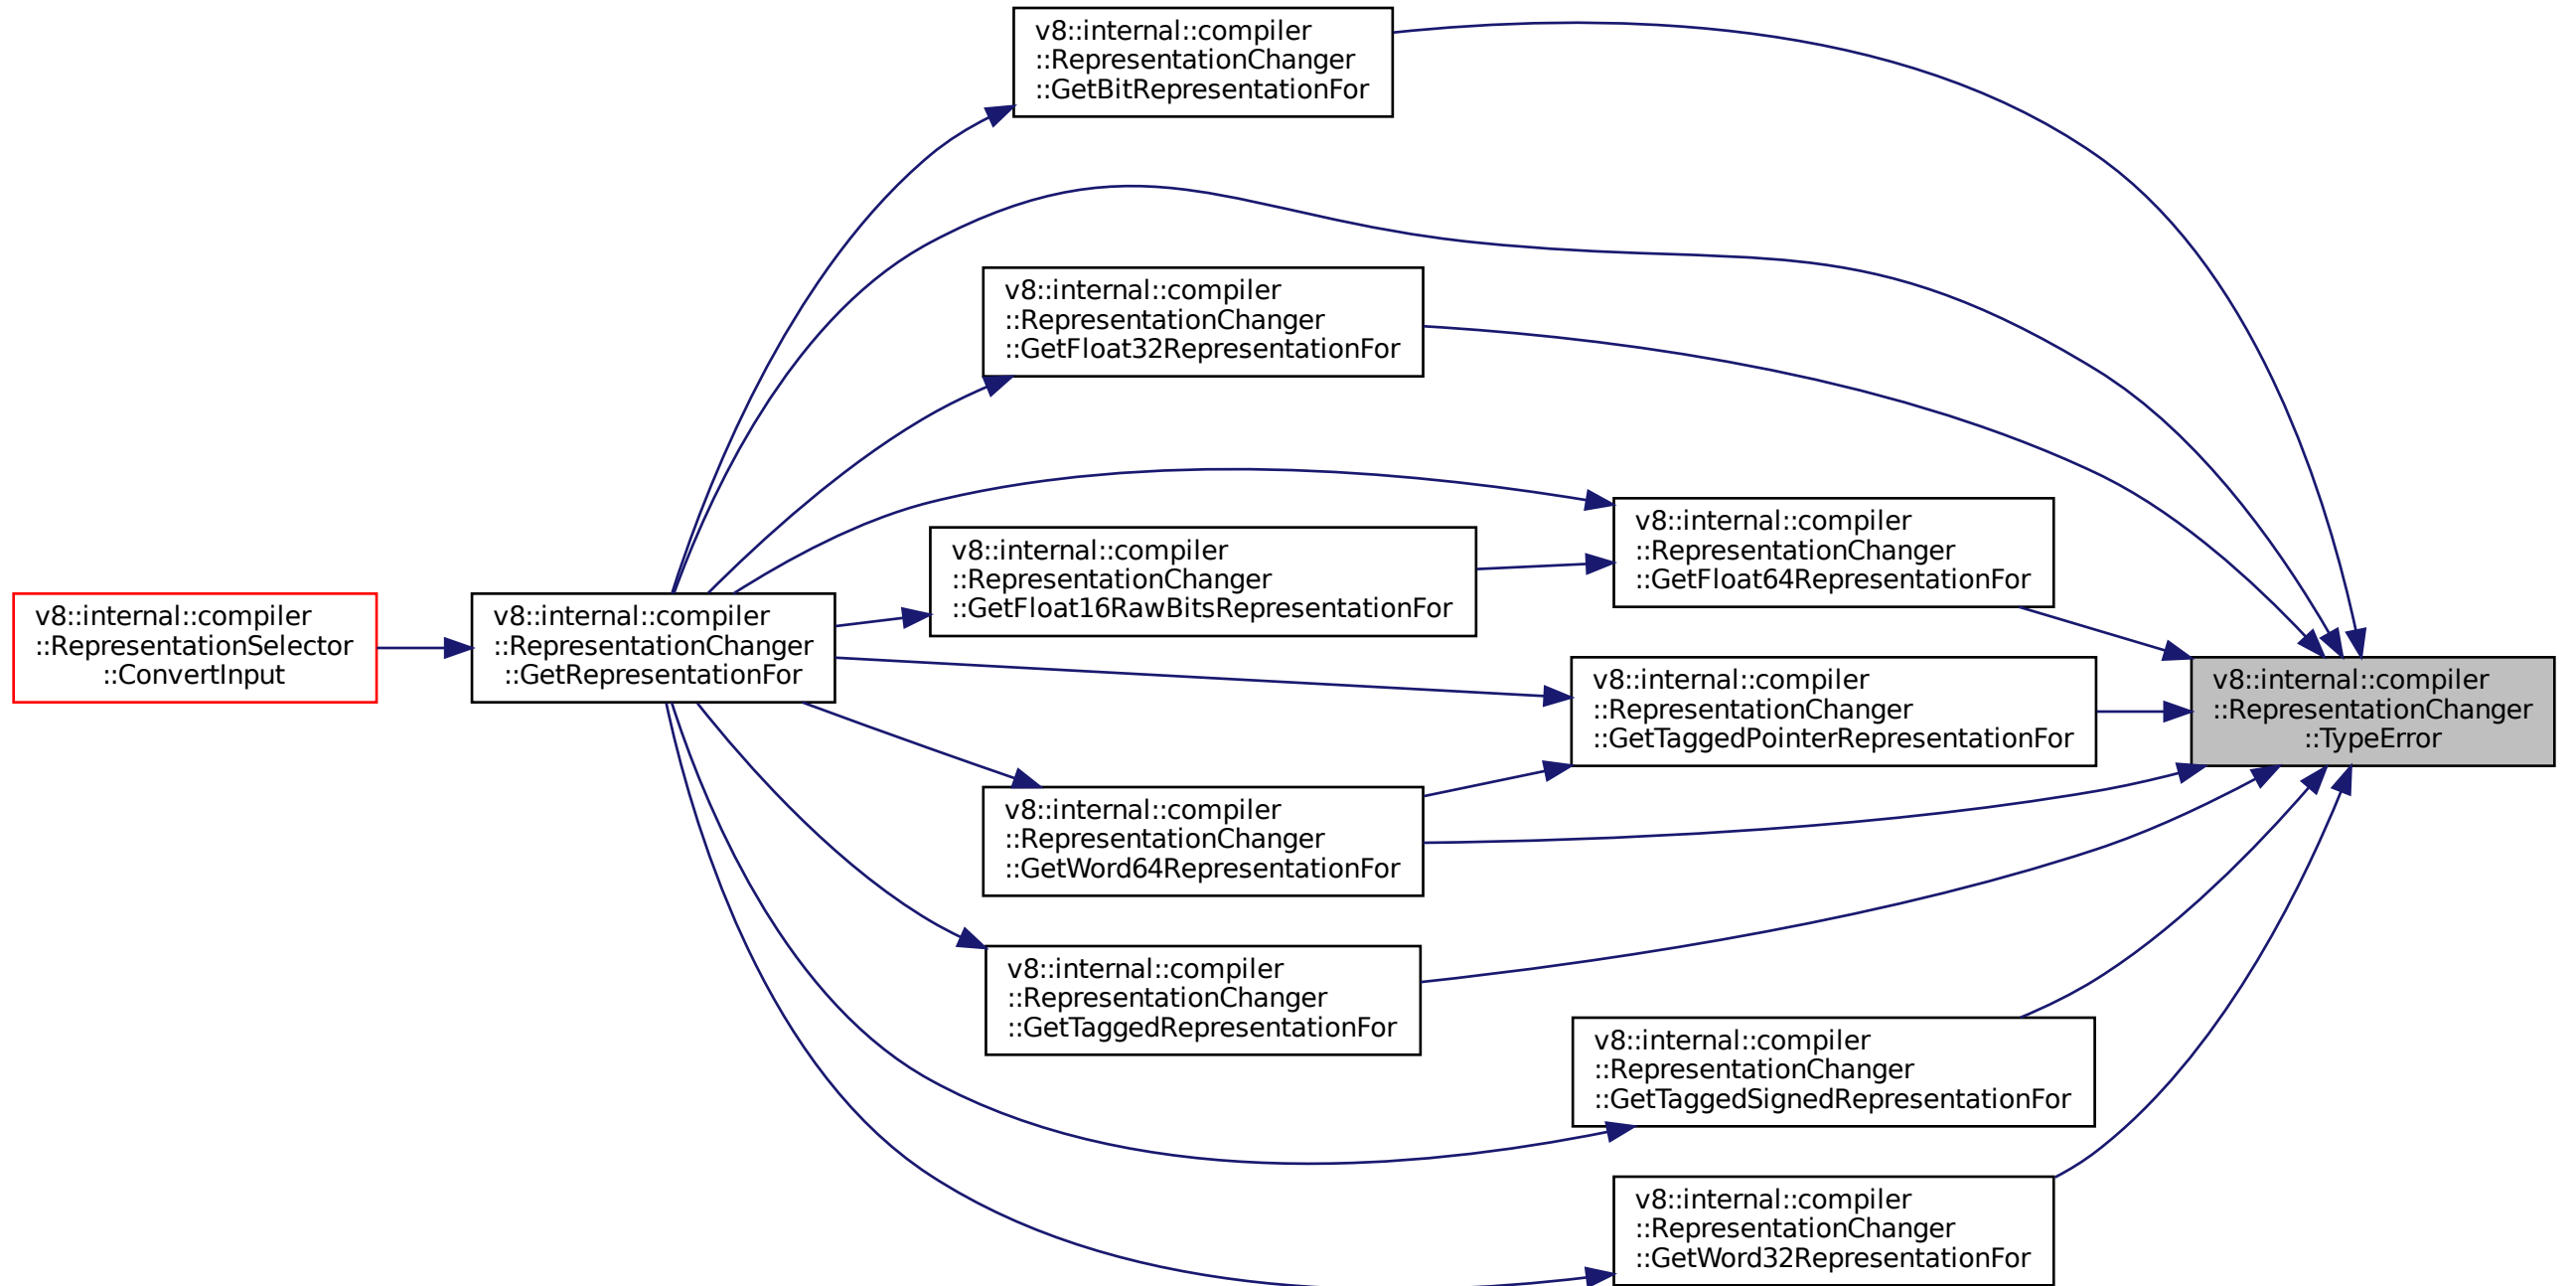 v8::internal::compiler
::RepresentationChanger
::GetBitRepresentationFor
v8::internal::compiler
::RepresentationChanger
::GetFloat32RepresentationFor
v8::internal::compiler
::RepresentationChanger
::GetFloat64RepresentationFor
v8::internal::compiler
::RepresentationChanger
::GetFloat16RawBitsRepresentationFor
v8::internal::compiler
::RepresentationSelector
::ConvertInput
v8::internal::compiler
::RepresentationChanger
::GetRepresentationFor
v8::internal::compiler
::RepresentationChanger
::GetTaggedPointerRepresentationFor
v8::internal::compiler
::RepresentationChanger
::TypeError
v8::internal::compiler
::RepresentationChanger
::GetWord64RepresentationFor
v8::internal::compiler
::RepresentationChanger
::GetTaggedRepresentationFor
v8::internal::compiler
::RepresentationChanger
::GetTaggedSignedRepresentationFor
v8::internal::compiler
::RepresentationChanger
::GetWord32RepresentationFor